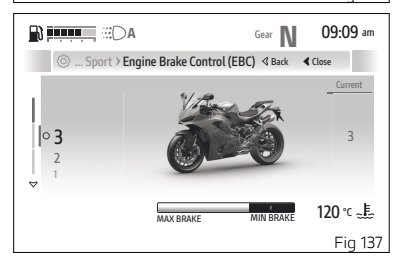 A Gear N 09:09 am
... Sport > Engine Brake Control (EBC) Back Close
Current
3 3
2
1
MAX BRAKE MIN BRAKE 120 °C
Fig 137